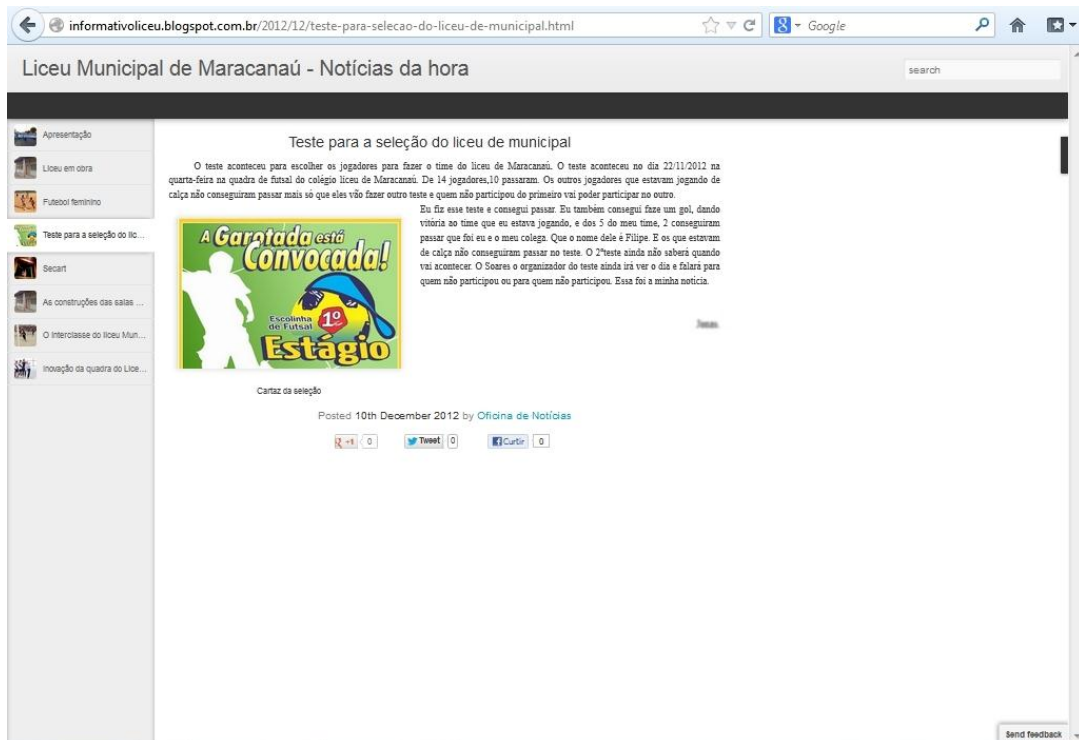 informativoliceu.blogspot.com.br/2012/12/teste-para-selecao-do-liceu-de-municipal.html
Google
Liceu Municipal de Maracanaú - Notícias da hora
search
Apresentação
Liceu em obra
Futebol feminino
Teste para a seleção do lic...
Secart
As construções das salas ...
O interclasse do liceu Mun...
Inovação da quadra do Lice...
Teste para a seleção do liceu de municipal
O teste aconteceu para escolher os jogadores para fazer o time do liceu de Maracanaú. O teste aconteceu no dia 22/11/2012 na
quarta-feira na quadra de futsal do colégio liceu de Maracanaú. De 14 jogadores,10 passaram. Os outros jogadores que estavam jogando de
calça não conseguiram passar mais só que eles vão fazer outro teste e quem não participou do primeiro vai poder participar no outro.
Eu fiz esse teste e consegui passar. Eu também consegui faze um gol, dando
vitória ao time que eu estava jogando, e dos 5 do meu time, 2 conseguiram
passar que foi eu e o meu colega. Que o nome dele é Filipe. E os que estavam
de calça não conseguiram passar no teste. O 2ªteste ainda não saberá quando
vai acontecer. O Soares o organizador do teste ainda irá ver o dia e falará para
quem não participou ou para quem não participou. Essa foi a minha noticia.
A Garotada está
Convocada!
Escolinha
de Futsal
1º
Estágio
Cartaz da seleção
Posted 10th December 2012 by Oficina de Notícias
+1 0
Tweet 0
Curtir 0
Send feedback